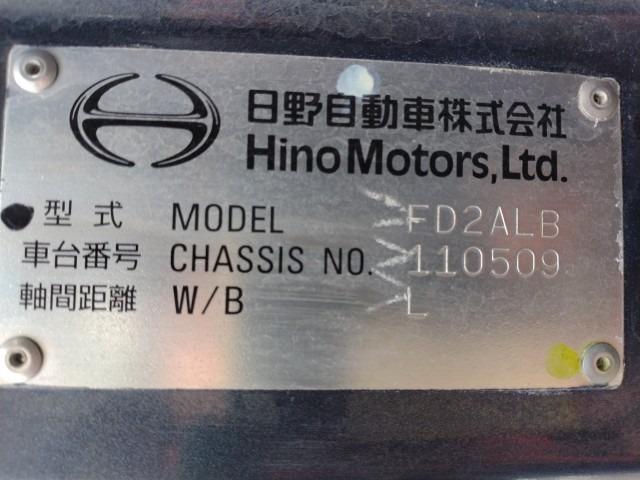 日野自動車株式会社
Hino Motors, Ltd.
型式 MODEL FD2ALB
車台番号 CHASSIS NO. 110509
軸間距離 W/B L